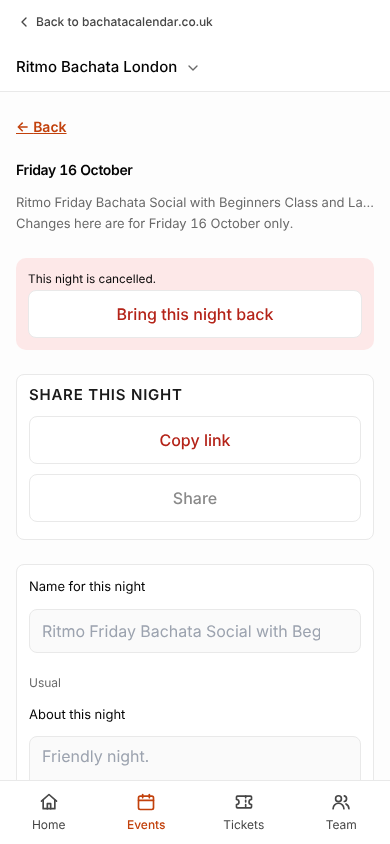 Back to bachatacalendar.co.uk
Ritmo Bachata London
← Back
Friday 16 October
Ritmo Friday Bachata Social with Beginners Class and La...
Changes here are for Friday 16 October only.
This night is cancelled.
Bring this night back
SHARE THIS NIGHT
Copy link
Share
Name for this night
Ritmo Friday Bachata Social with Beg
Usual
About this night
Friendly night.
Home Events Tickets Team